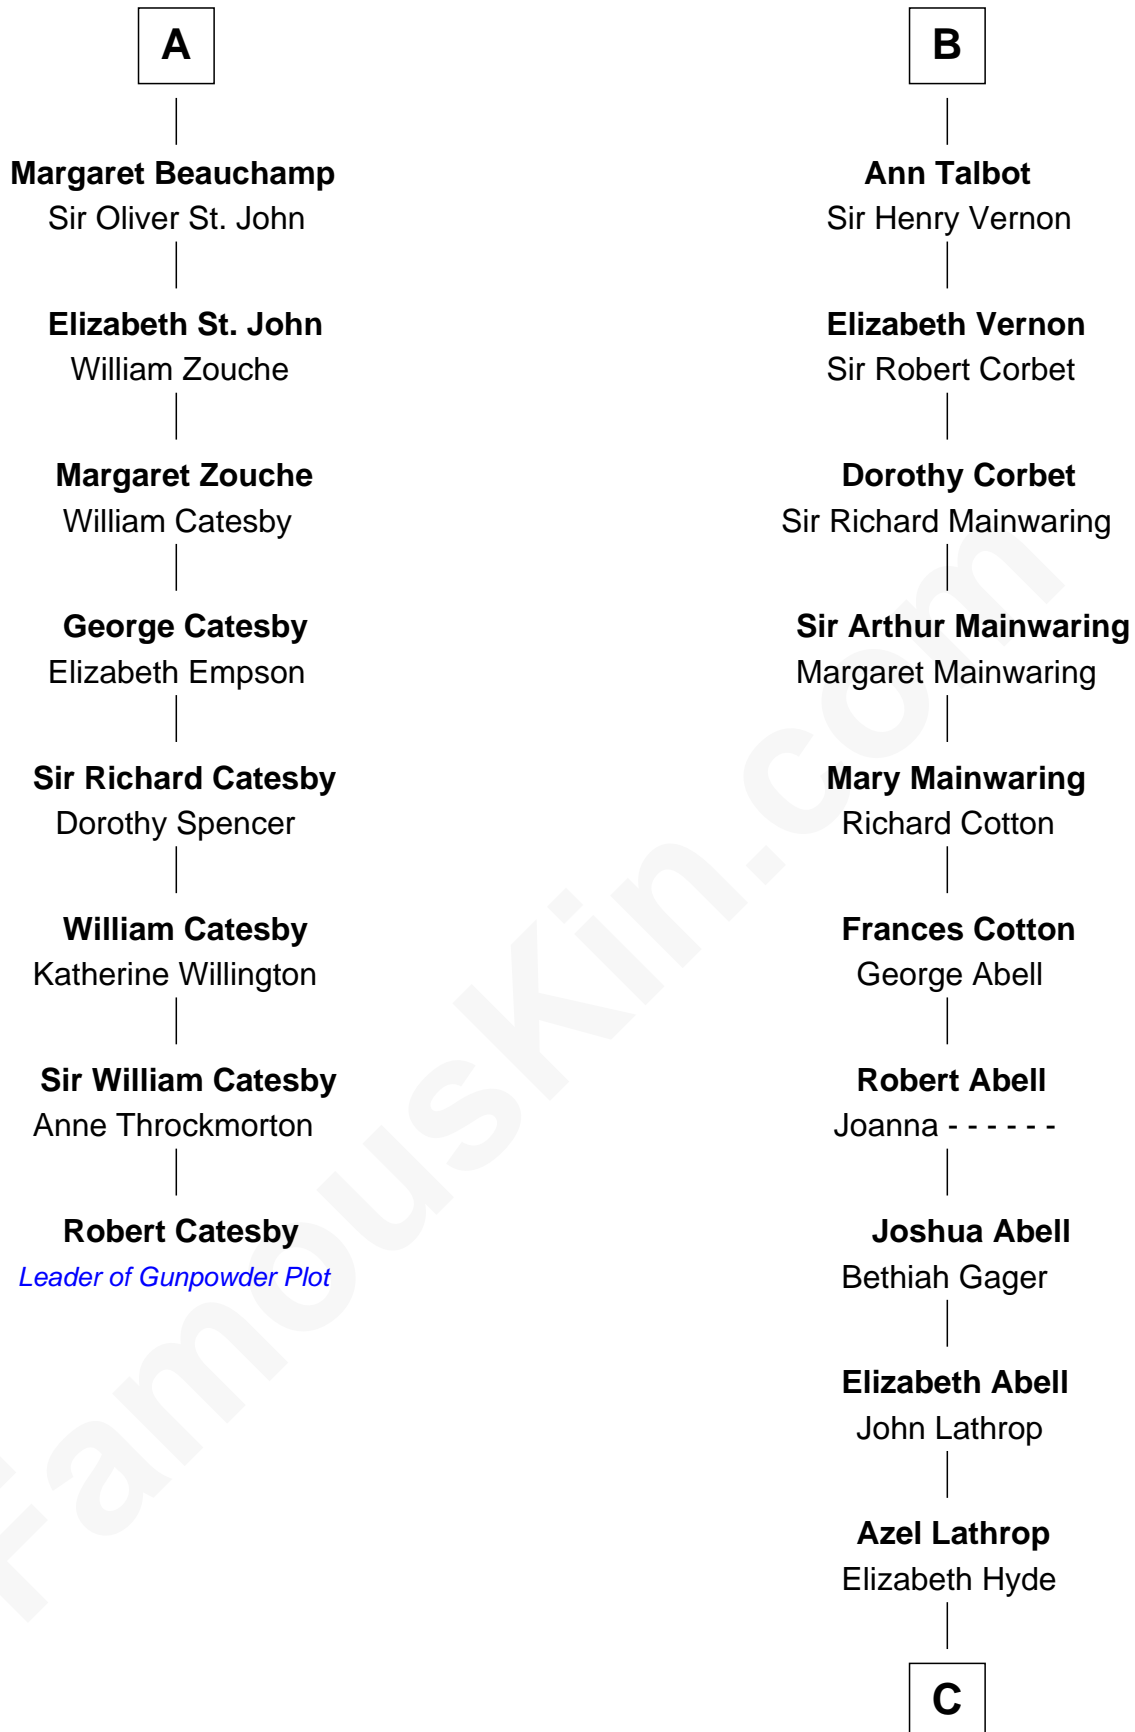 A
Margaret Beauchamp
Sir Oliver St. John
Elizabeth St. John
William Zouche
Margaret Zouche
William Catesby
George Catesby
Elizabeth Empson
Sir Richard Catesby
Dorothy Spencer
William Catesby
Katherine Willington
Sir William Catesby
Anne Throckmorton
Robert Catesby
Leader of Gunpowder Plot
B
Ann Talbot
Sir Henry Vernon
Elizabeth Vernon
Sir Robert Corbet
Dorothy Corbet
Sir Richard Mainwaring
Sir Arthur Mainwaring
Margaret Mainwaring
Mary Mainwaring
Richard Cotton
Frances Cotton
George Abell
Robert Abell
Joanna - - - - - -
Joshua Abell
Bethiah Gager
Elizabeth Abell
John Lathrop
Azel Lathrop
Elizabeth Hyde
C
FamousKin.com